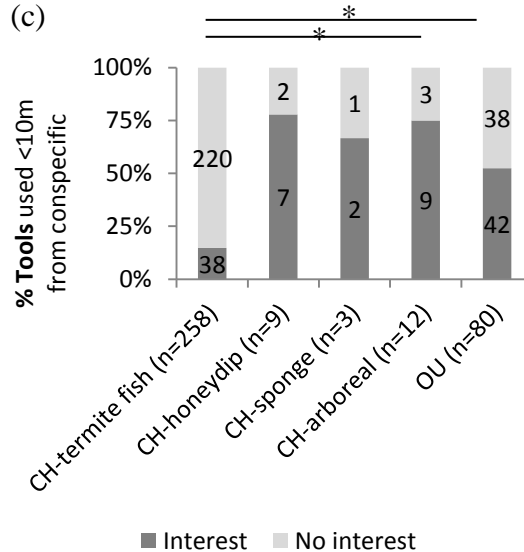 (c)
*
*
% Tools used <10m
from conspecific
100%
75%
50%
25%
0%
220
38
2
7
1
2
3
9
38
42
CH-termite fish (n=258)
CH-honeydip (n=9)
CH-sponge (n=3)
CH-arboreal (n=12)
OU (n=80)
Interest
No interest